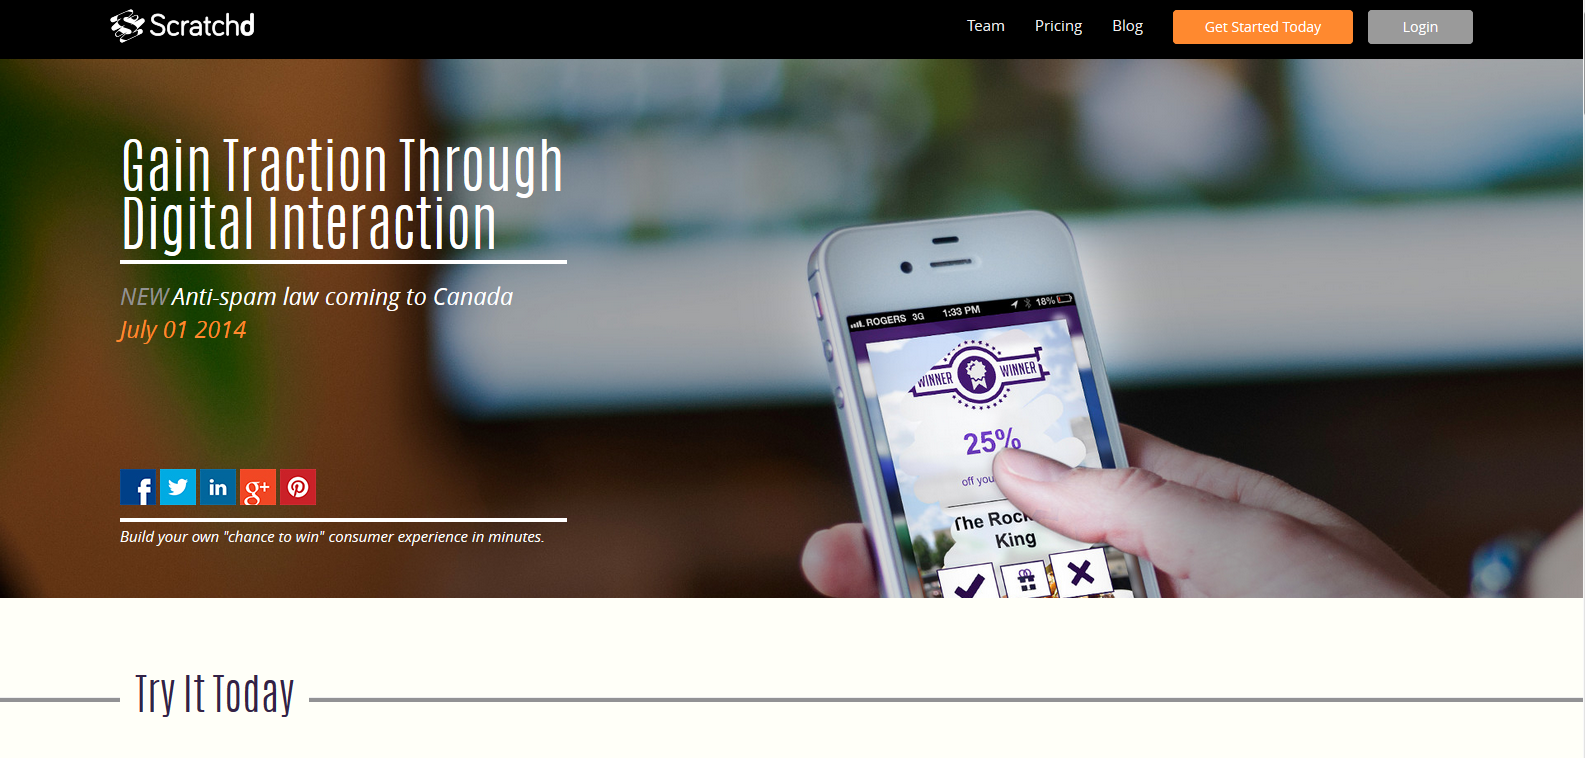 Scratchd
Team Pricing Blog Get Started Today Login
Gain Traction Through
Digital Interaction
NEW Anti-spam law coming to Canada
July 01 2014
ROGERS 3G 1:33 PM 18%
WINNER WINNER
25%
off you
The Rock
King
f in g+
Build your own "chance to win" consumer experience in minutes.
Try It Today